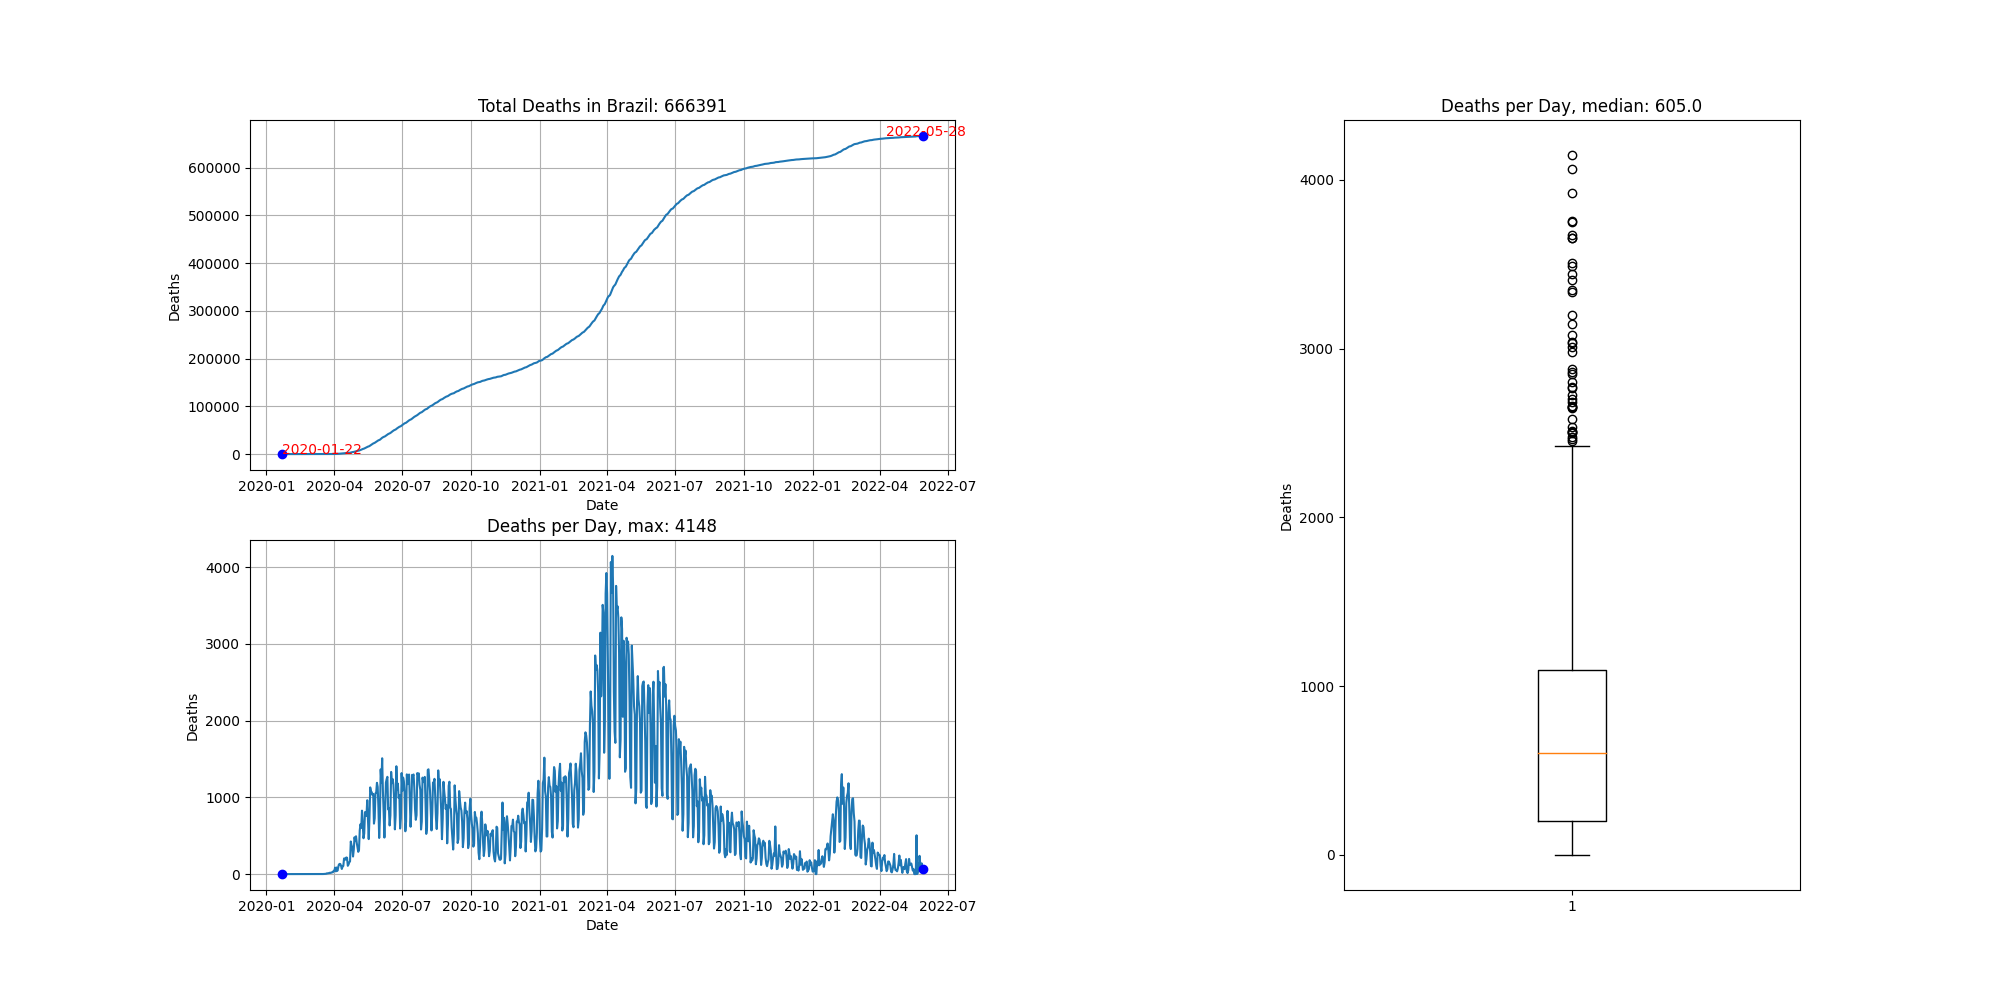 Total Deaths in Brazil: 666391
2022-05-28
600000
500000
400000
300000
200000
100000
0
Deaths
2020-01-22
2020-01 2020-04 2020-07 2020-10 2021-01 2021-04 2021-07 2021-10 2022-01 2022-04 2022-07
Date
Deaths per Day, max: 4148
4000
3000
2000
1000
0
Deaths
2020-01 2020-04 2020-07 2020-10 2021-01 2021-04 2021-07 2021-10 2022-01 2022-04 2022-07
Date
Deaths per Day, median: 605.0
4000
3000
2000
1000
0
Deaths
1